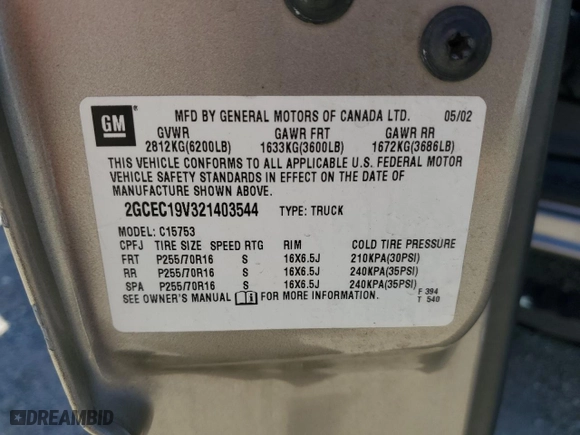 GM
MFD BY GENERAL MOTORS OF CANADA LTD. 05/02
GVWR GAWR FRT GAWR RR
2812KG(6200LB) 1633KG(3600LB) 1672KG(3686LB)
THIS VEHICLE CONFORMS TO ALL APPLICABLE U.S. FEDERAL MOTOR
VEHICLE SAFETY STANDARDS IN EFFECT ON THE DATE OF
MANUFACTURE SHOWN ABOVE.
2GCEC19V321403544 TYPE: TRUCK
MODEL: C15753
CPFJ TIRE SIZE SPEED RTG RIM COLD TIRE PRESSURE
FRT P255/70R16 S 16X6.5J 210KPA(30PSI)
RR P255/70R16 S 16X6.5J 240KPA(35PSI)
SPA P255/70R16 S 16X6.5J 240KPA(35PSI)
SEE OWNER'S MANUAL FOR MORE INFORMATION. F 394
T 540
DREAMBID